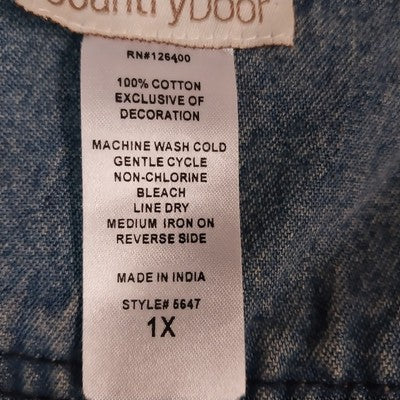 CountryDoor
RN#126400
100% COTTON
EXCLUSIVE OF
DECORATION
MACHINE WASH COLD
GENTLE CYCLE
NON-CHLORINE
BLEACH
LINE DRY
MEDIUM IRON ON
REVERSE SIDE
MADE IN INDIA
STYLE# 5647
1X